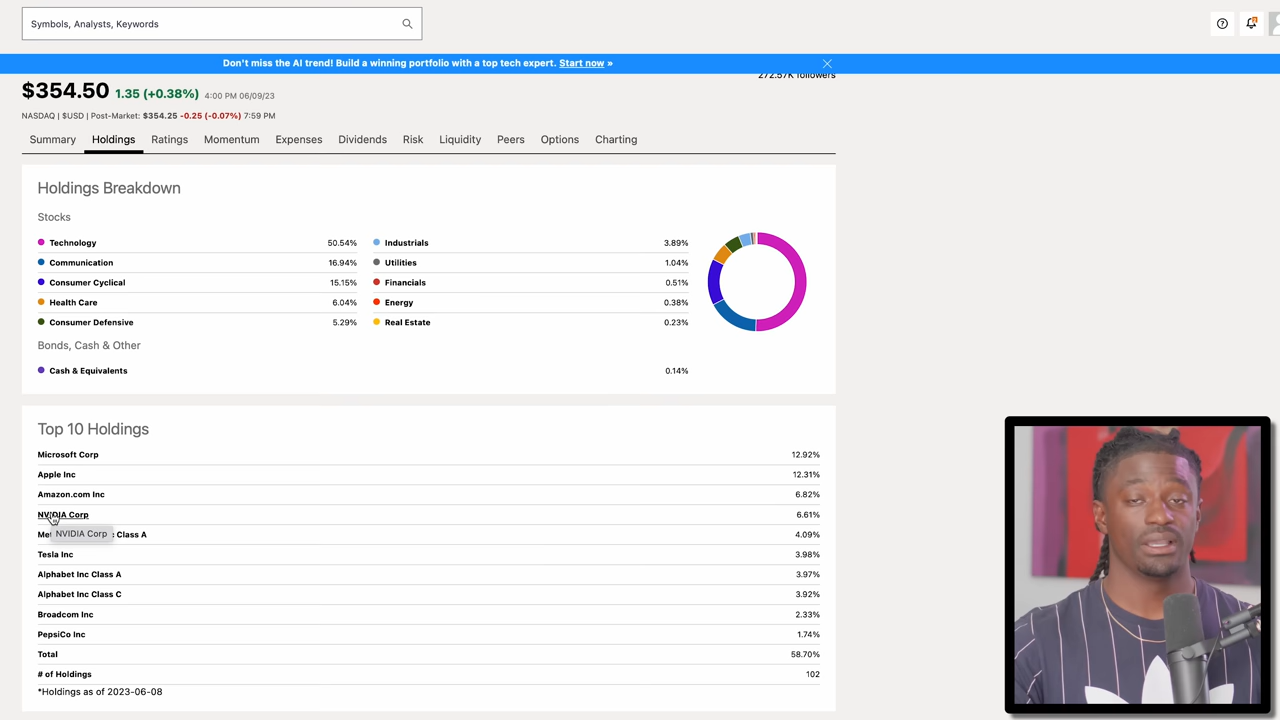 Symbols, Analysts, Keywords
Don't miss the AI trend! Build a winning portfolio with a top tech expert. Start now »
272.57K followers
$354.50 1.35 (+0.38%) 4:00 PM 06/09/23
NASDAQ | $USD | Post-Market: $354.25 -0.25 (-0.07%) 7:59 PM
Summary Holdings Ratings Momentum Expenses Dividends Risk Liquidity Peers Options Charting
Holdings Breakdown
Stocks
Technology 50.54% Industrials 3.89%
Communication 16.94% Utilities 1.04%
Consumer Cyclical 15.15% Financials 0.51%
Health Care 6.04% Energy 0.38%
Consumer Defensive 5.29% Real Estate 0.23%
Bonds, Cash & Other
Cash & Equivalents 0.14%
Top 10 Holdings
Microsoft Corp 12.92%
Apple Inc 12.31%
Amazon.com Inc 6.82%
NVIDIA Corp 6.61%
NVIDIA Corp
Class A 4.09%
Tesla Inc 3.98%
Alphabet Inc Class A 3.97%
Alphabet Inc Class C 3.92%
Broadcom Inc 2.33%
PepsiCo Inc 1.74%
Total 58.70%
# of Holdings 102
*Holdings as of 2023-06-08